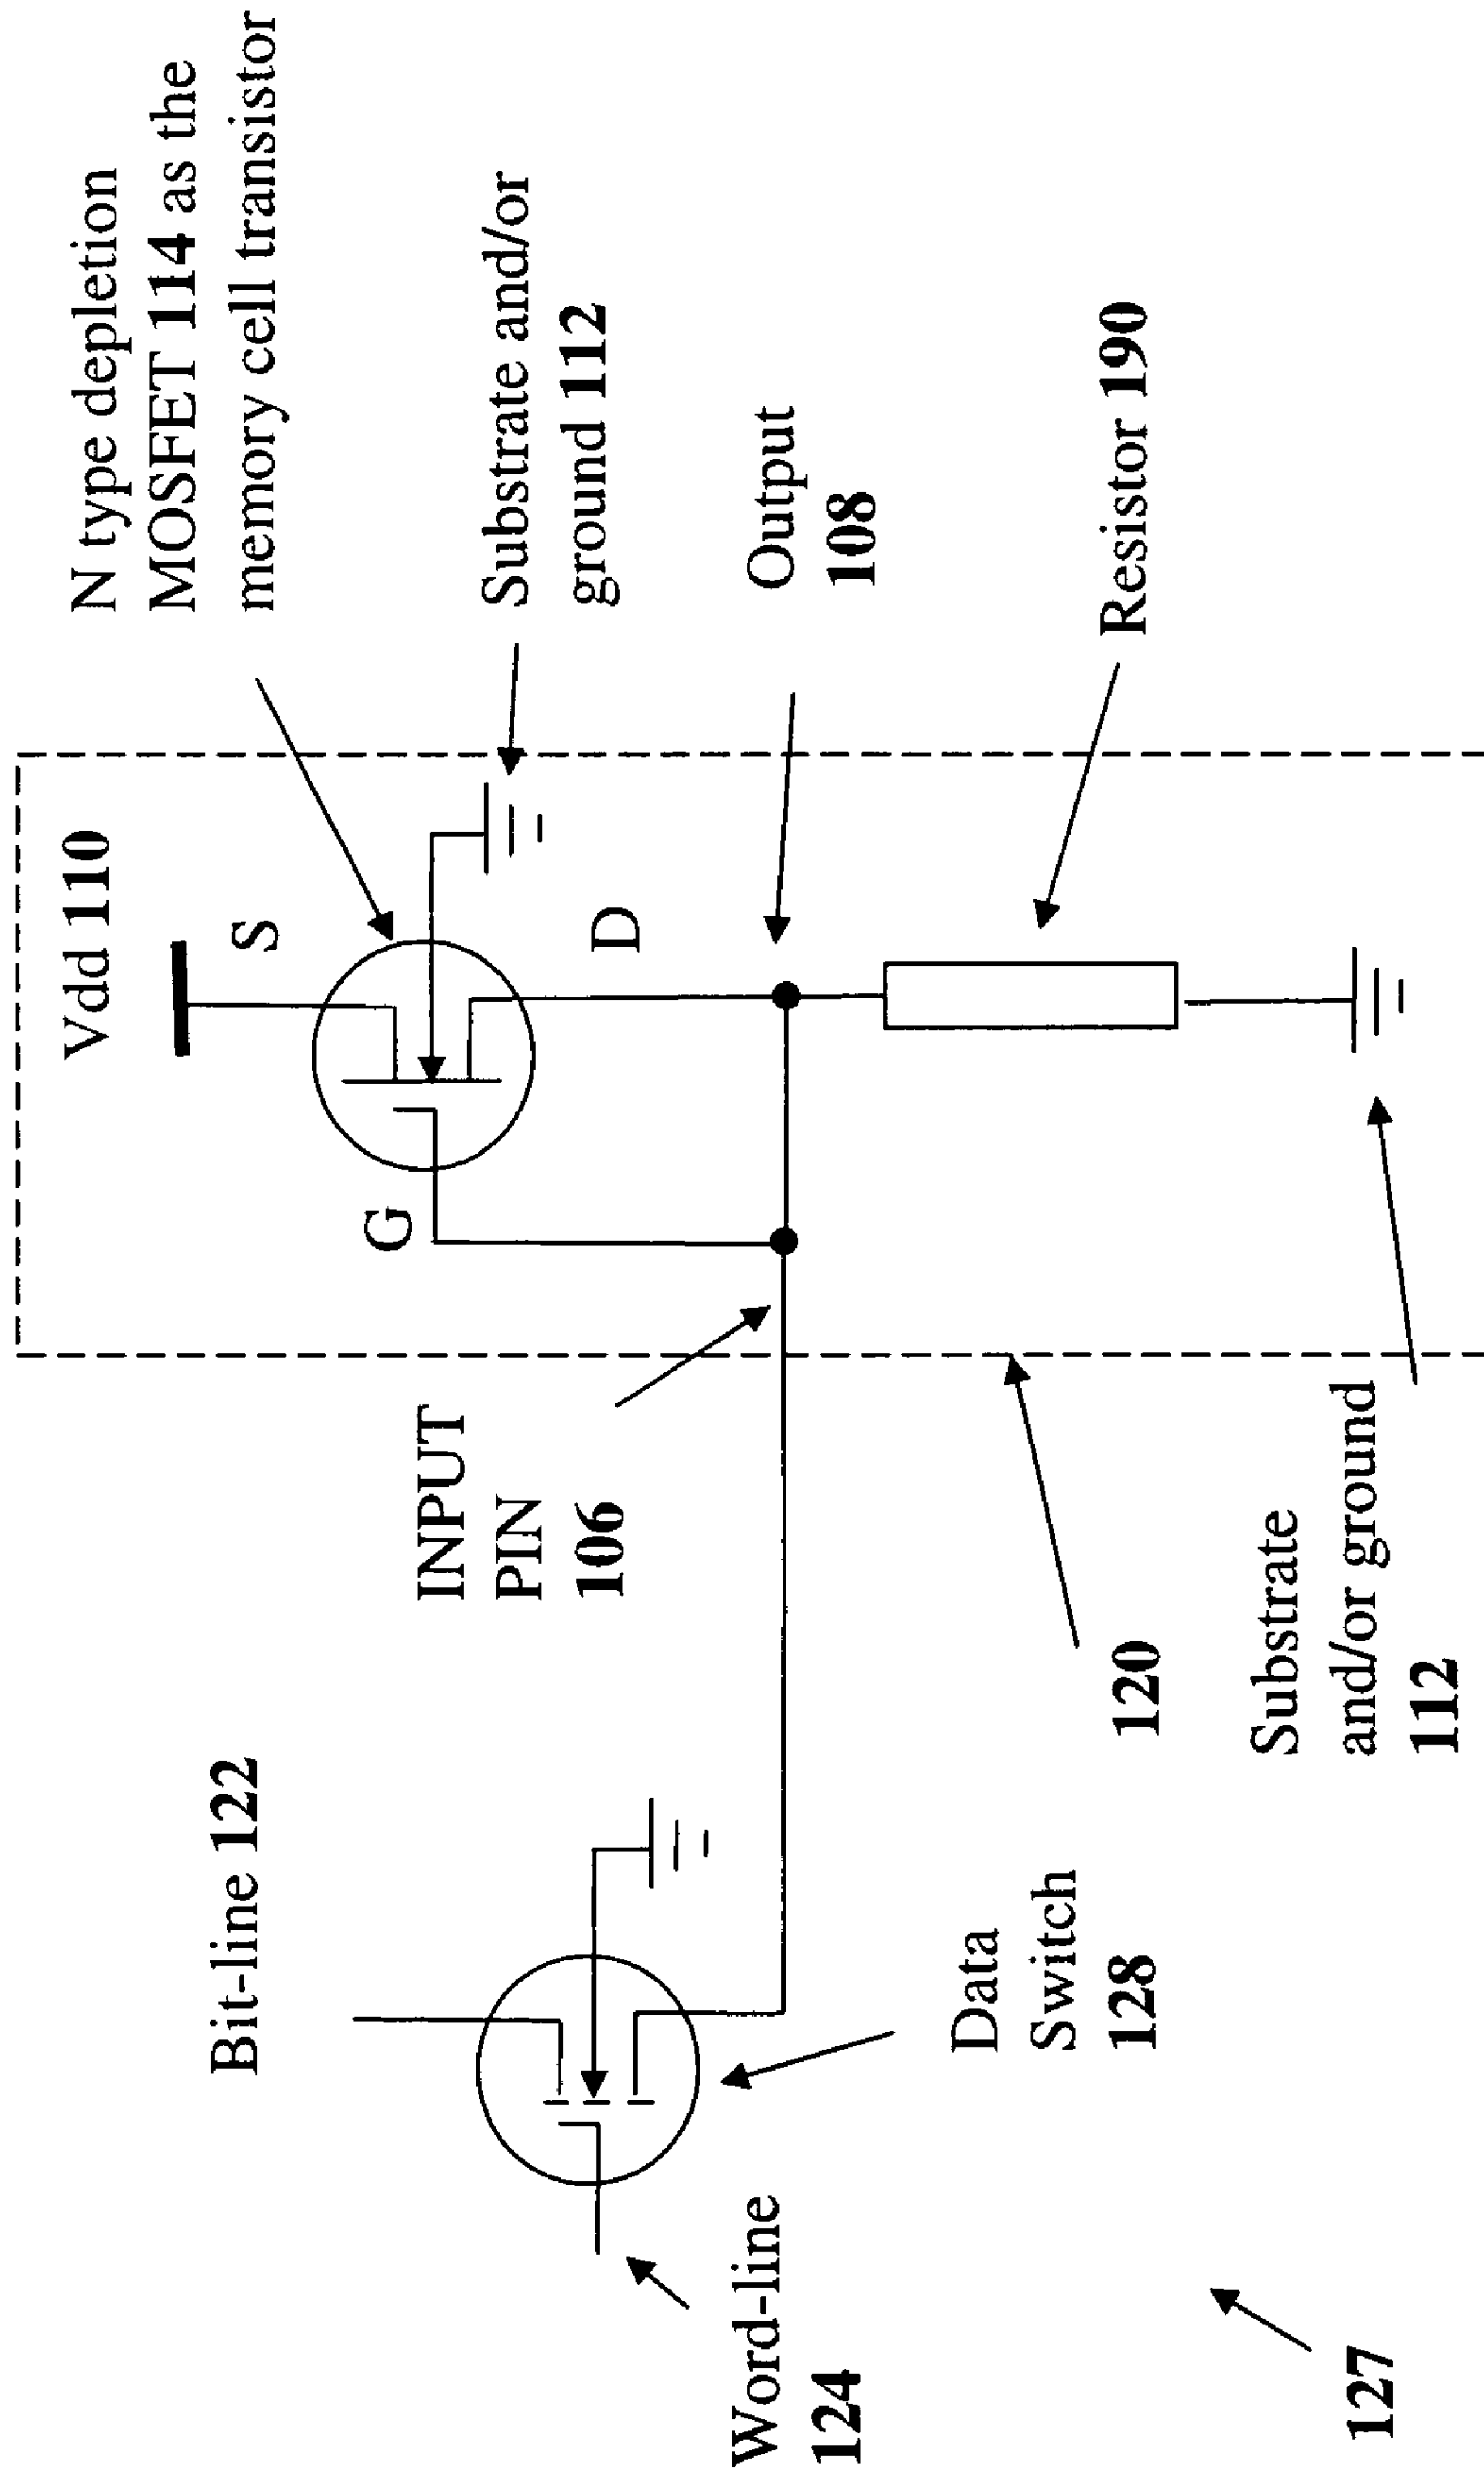 Vdd 110
S
G
D
N type depletion
MOSFET 114 as the
memory cell transistor
Substrate and/or
ground 112
Output
108
Resistor 190
INPUT
PIN
106
Bit-line 122
Word-line
124
Data
Switch
128
120
Substrate
and/or ground
112
127